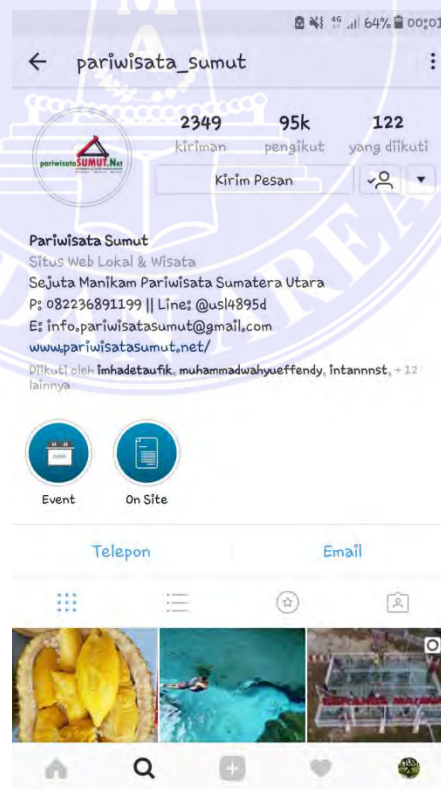 4G 64% 00:01
pariwisata_sumut
2349 95k 122
kiriman pengikut yang diikuti
pariwisataSUMUT.Net
Kirim Pesan
Pariwisata Sumut
Situs Web Lokal & Wisata
Sejuta Manikam Pariwisata Sumatera Utara
P: 082236891199 || Line: @usl4895d
E: info.pariwisatasumut@gmail.com
www.pariwisatasumut.net/
Diikuti oleh imhadetaufik, muhammadwahyueffendy, intannnst, + 12
lainnya
Event On Site
Telepon Email